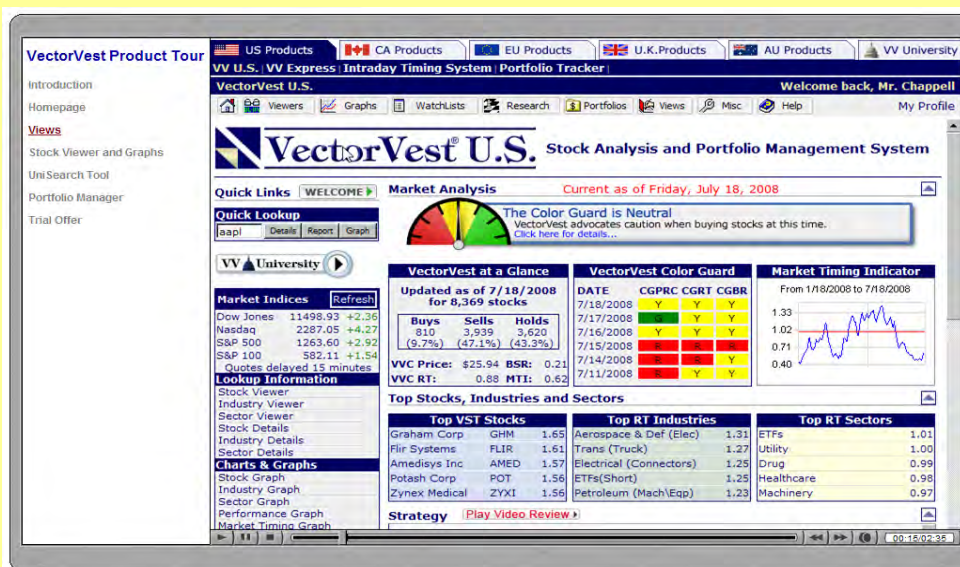 VectorVest Product Tour
Introduction
Homepage
Views
Stock Viewer and Graphs
UniSearch Tool
Portfolio Manager
Trial Offer
US Products CA Products EU Products U.K.Products AU Products VV University
VV U.S. | VV Express | Intraday Timing System | Portfolio Tracker |
VectorVest U.S. Welcome back, Mr. Chappell
Viewers Graphs WatchLists Research Portfolios Views Misc Help My Profile
VectorVest® U.S. Stock Analysis and Portfolio Management System
Quick Links WELCOME
Quick Lookup
aapl Details Report Graph
VV University
Market Indices Refresh
Dow Jones 11498.93 +2.36
Nasdaq 2287.05 +4.27
S&P 500 1263.60 +2.92
S&P 100 582.11 +1.54
Quotes delayed 15 minutes
Lookup Information
Stock Viewer
Industry Viewer
Sector Viewer
Stock Details
Industry Details
Sector Details
Charts & Graphs
Stock Graph
Industry Graph
Sector Graph
Performance Graph
Market Timing Graph
Market Analysis Current as of Friday, July 18, 2008
The Color Guard is Neutral
VectorVest advocates caution when buying stocks at this time.
Click here for details...
VectorVest at a Glance
Updated as of 7/18/2008
for 8,369 stocks
Buys Sells Holds
810 3,939 3,620
(9.7%) (47.1%) (43.3%)
VVC Price: $25.94 BSR: 0.21
VVC RT: 0.88 MTI: 0.62
VectorVest Color Guard
DATE CGPRC CGRT CGBR
7/18/2008 Y Y Y
7/17/2008 G Y Y
7/16/2008 Y Y Y
7/15/2008 R R R
7/14/2008 R R Y
7/11/2008 R Y Y
Market Timing Indicator
From 1/18/2008 to 7/18/2008
1.33
1.02
0.71
0.40
Top Stocks, Industries and Sectors
Top VST Stocks
Graham Corp GHM 1.65
Flir Systems FLIR 1.61
Amedisys Inc AMED 1.57
Potash Corp POT 1.56
Zynex Medical ZYXI 1.56
Top RT Industries
Aerospace & Def (Elec) 1.31
Trans (Truck) 1.27
Electrical (Connectors) 1.25
ETFs(Short) 1.25
Petroleum (Mach\Eqp) 1.23
Top RT Sectors
ETFs 1.01
Utility 1.00
Drug 0.99
Healthcare 0.98
Machinery 0.97
Strategy Play Video Review
00:15/02:35